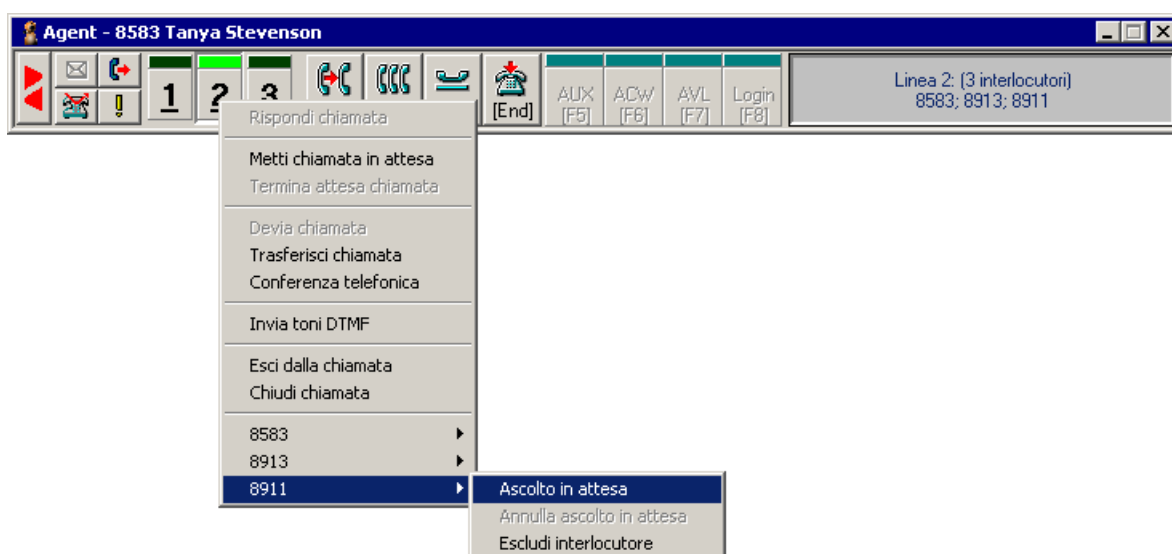 Agent - 8583 Tanya Stevenson
1 2 3
[End]
AUX [F5]
ACW [F6]
AVL [F7]
Login [F8]
Linea 2: (3 interlocutori)
8583; 8913; 8911
Rispondi chiamata
Metti chiamata in attesa
Termina attesa chiamata
Devia chiamata
Trasferisci chiamata
Conferenza telefonica
Invia toni DTMF
Esci dalla chiamata
Chiudi chiamata
8583
8913
8911
Ascolto in attesa
Annulla ascolto in attesa
Escludi interlocutore